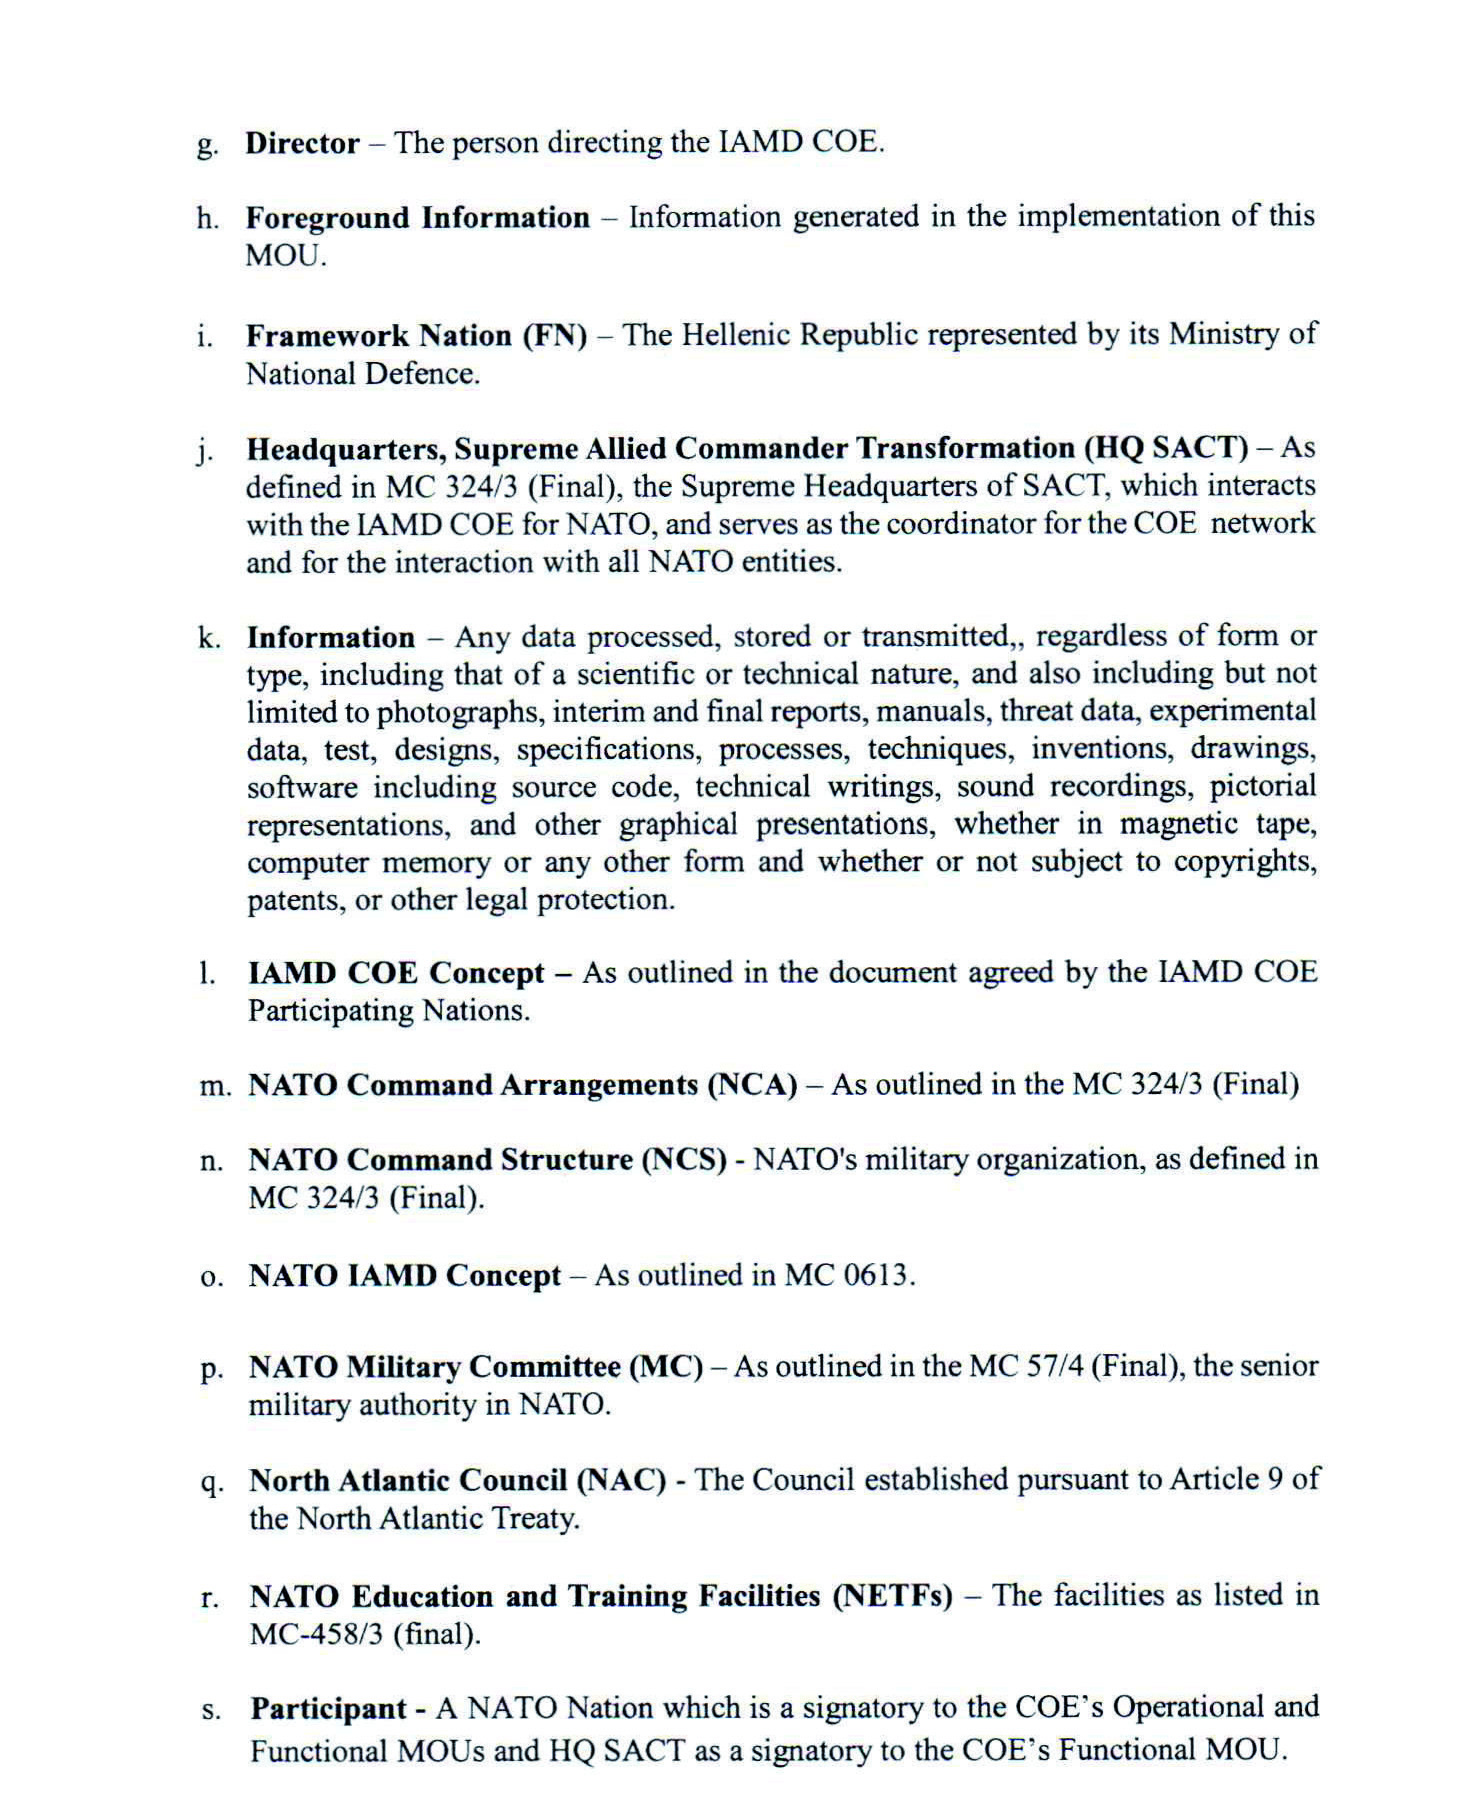 g. Director – The person directing the IAMD COE.
h. Foreground Information – Information generated in the implementation of this
MOU.
i. Framework Nation (FN) – The Hellenic Republic represented by its Ministry of
National Defence.
j. Headquarters, Supreme Allied Commander Transformation (HQ SACT) – As
defined in MC 324/3 (Final), the Supreme Headquarters of SACT, which interacts
with the IAMD COE for NATO, and serves as the coordinator for the COE network
and for the interaction with all NATO entities.
k. Information – Any data processed, stored or transmitted,, regardless of form or
type, including that of a scientific or technical nature, and also including but not
limited to photographs, interim and final reports, manuals, threat data, experimental
data, test, designs, specifications, processes, techniques, inventions, drawings,
software including source code, technical writings, sound recordings, pictorial
representations, and other graphical presentations, whether in magnetic tape,
computer memory or any other form and whether or not subject to copyrights,
patents, or other legal protection.
l. IAMD COE Concept – As outlined in the document agreed by the IAMD COE
Participating Nations.
m. NATO Command Arrangements (NCA) – As outlined in the MC 324/3 (Final)
n. NATO Command Structure (NCS) - NATO's military organization, as defined in
MC 324/3 (Final).
o. NATO IAMD Concept – As outlined in MC 0613.
p. NATO Military Committee (MC) – As outlined in the MC 57/4 (Final), the senior
military authority in NATO.
q. North Atlantic Council (NAC) - The Council established pursuant to Article 9 of
the North Atlantic Treaty.
r. NATO Education and Training Facilities (NETFs) – The facilities as listed in
MC-458/3 (final).
s. Participant - A NATO Nation which is a signatory to the COE’s Operational and
Functional MOUs and HQ SACT as a signatory to the COE’s Functional MOU.